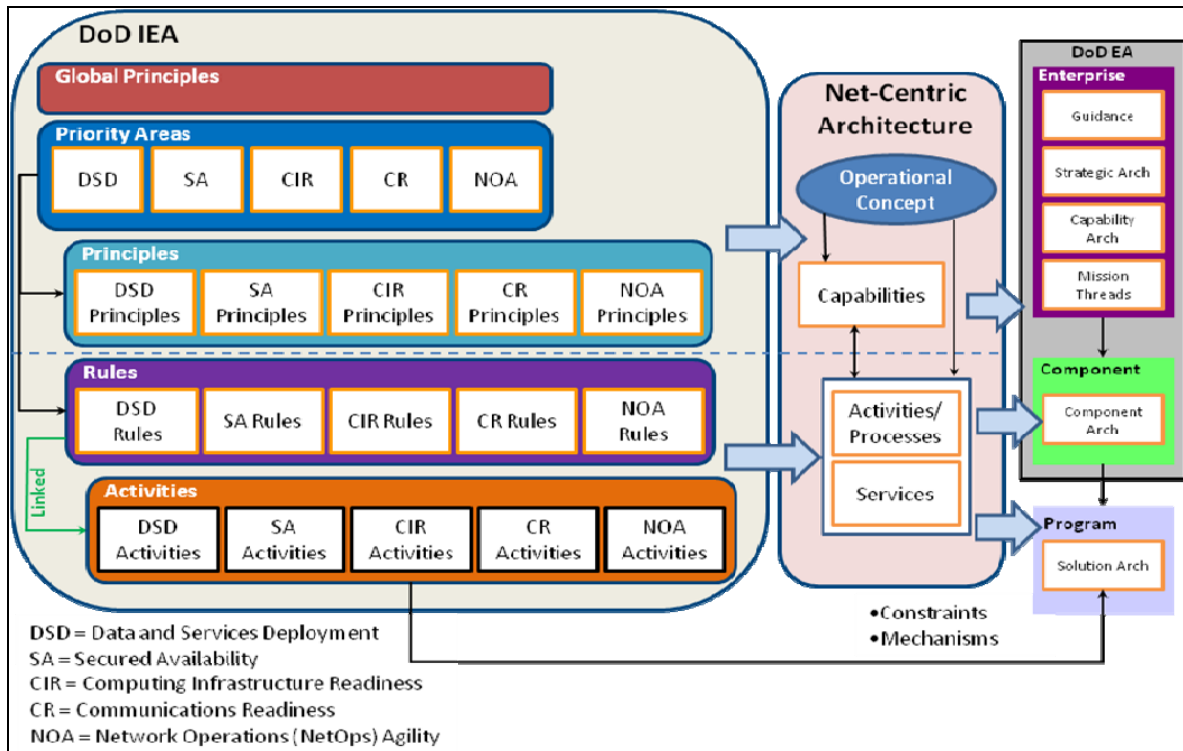 DoD IEA
Global Principles
Priority Areas
DSD
SA
CIR
CR
NOA
Principles
DSD
Principles
SA
Principles
CIR
Principles
CR
Principles
NOA
Principles
Rules
DSD
Rules
SA Rules
CIR Rules
CR Rules
NOA
Rules
Linked
Activities
DSD
Activities
SA
Activities
CIR
Activities
CR
Activities
NOA
Activities
DSD = Data and Services Deployment
SA = Secured Availability
CIR = Computing Infrastructure Readiness
CR = Communications Readiness
NOA = Network Operations (NetOps) Agility
Net-Centric
Architecture
Operational
Concept
Capabilities
Activities/
Processes
Services
•Constraints
•Mechanisms
DoD EA
Enterprise
Guidance
Strategic Arch
Capability
Arch
Mission
Threads
Component
Component
Arch
Program
Solution Arch